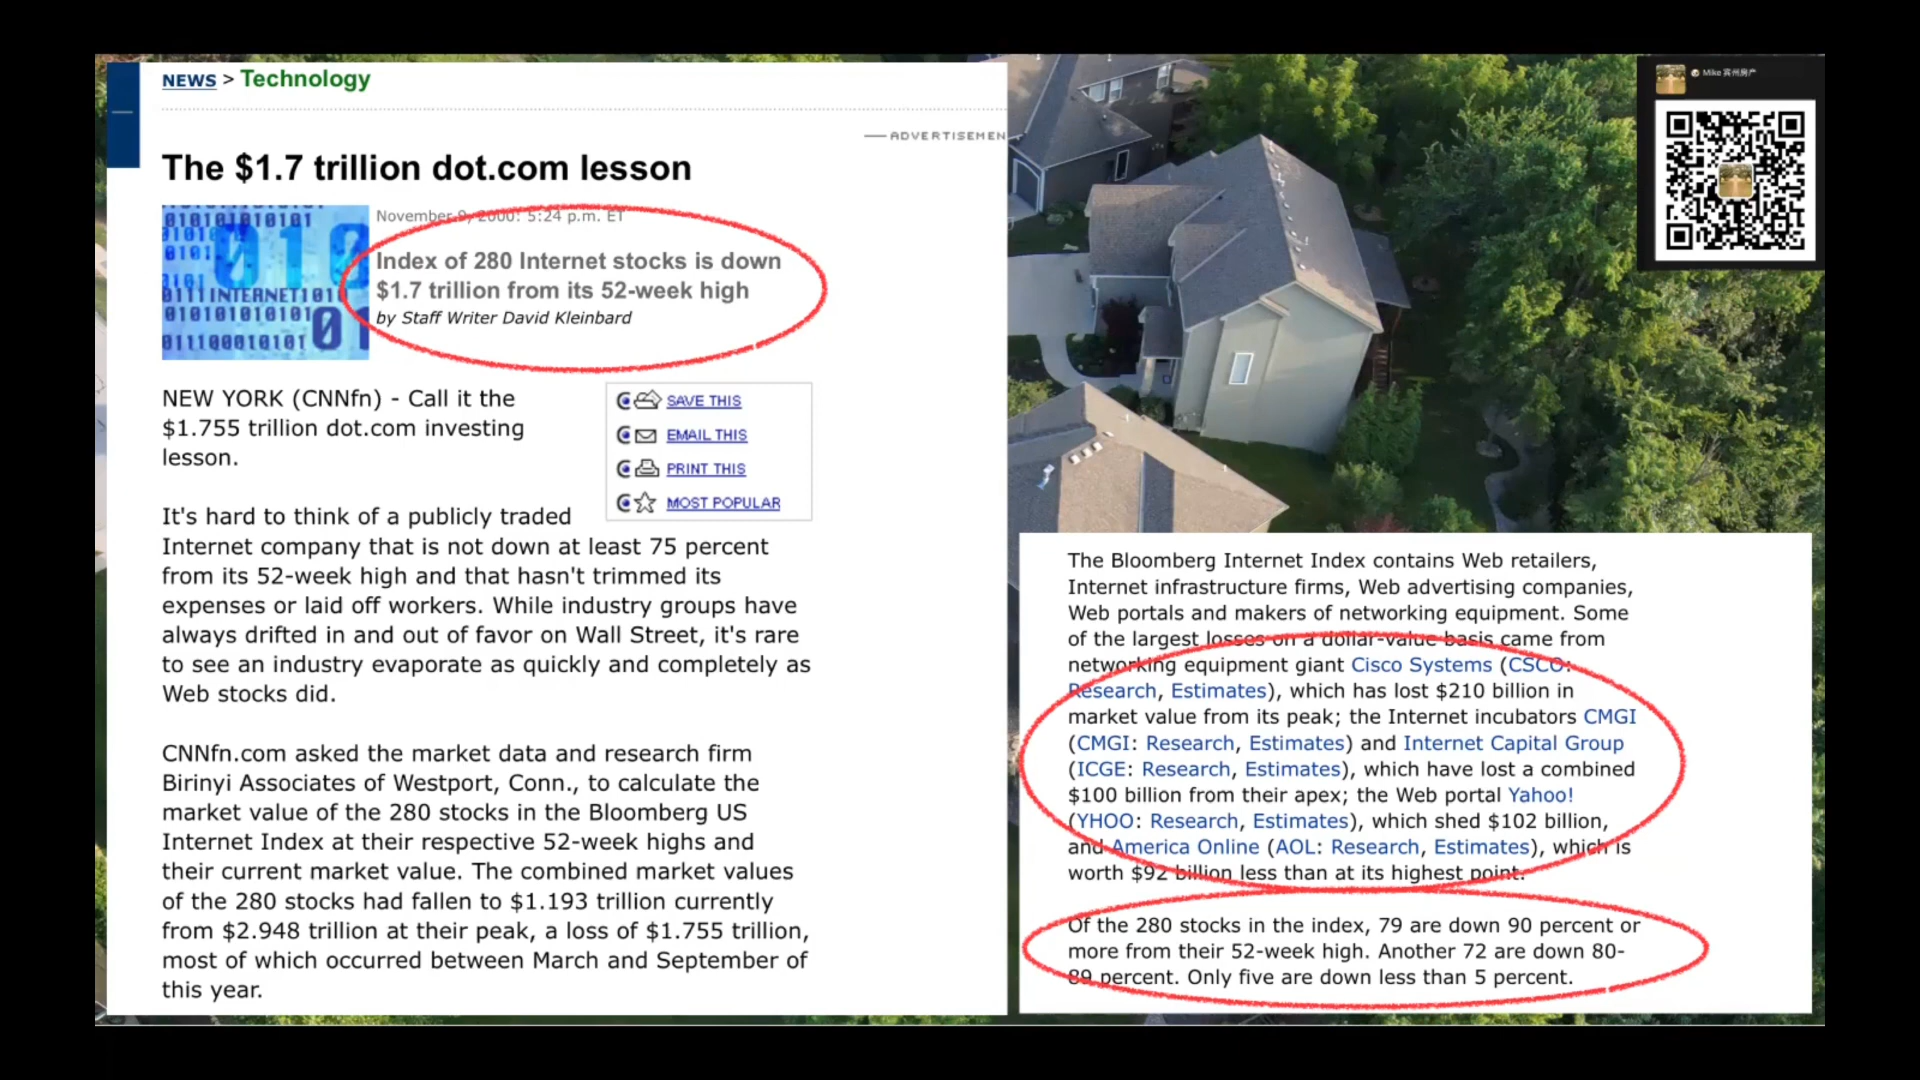 NEWS > Technology
ADVERTISEMEN
The $1.7 trillion dot.com lesson
November 9, 2000: 5:24 p.m. ET
Index of 280 Internet stocks is down
$1.7 trillion from its 52-week high
by Staff Writer David Kleinbard
NEW YORK (CNNfn) - Call it the
$1.755 trillion dot.com investing
lesson.
SAVE THIS
EMAIL THIS
PRINT THIS
MOST POPULAR
It's hard to think of a publicly traded
Internet company that is not down at least 75 percent
from its 52-week high and that hasn't trimmed its
expenses or laid off workers. While industry groups have
always drifted in and out of favor on Wall Street, it's rare
to see an industry evaporate as quickly and completely as
Web stocks did.
CNNfn.com asked the market data and research firm
Birinyi Associates of Westport, Conn., to calculate the
market value of the 280 stocks in the Bloomberg US
Internet Index at their respective 52-week highs and
their current market value. The combined market values
of the 280 stocks had fallen to $1.193 trillion currently
from $2.948 trillion at their peak, a loss of $1.755 trillion,
most of which occurred between March and September of
this year.
Mike 宾州房产
The Bloomberg Internet Index contains Web retailers,
Internet infrastructure firms, Web advertising companies,
Web portals and makers of networking equipment. Some
of the largest losses on a dollar-value basis came from
networking equipment giant Cisco Systems (CSCO:
Research, Estimates), which has lost $210 billion in
market value from its peak; the Internet incubators CMGI
(CMGI: Research, Estimates) and Internet Capital Group
(ICGE: Research, Estimates), which have lost a combined
$100 billion from their apex; the Web portal Yahoo!
(YHOO: Research, Estimates), which shed $102 billion,
and America Online (AOL: Research, Estimates), which is
worth $92 billion less than at its highest point.
Of the 280 stocks in the index, 79 are down 90 percent or
more from their 52-week high. Another 72 are down 80-
89 percent. Only five are down less than 5 percent.